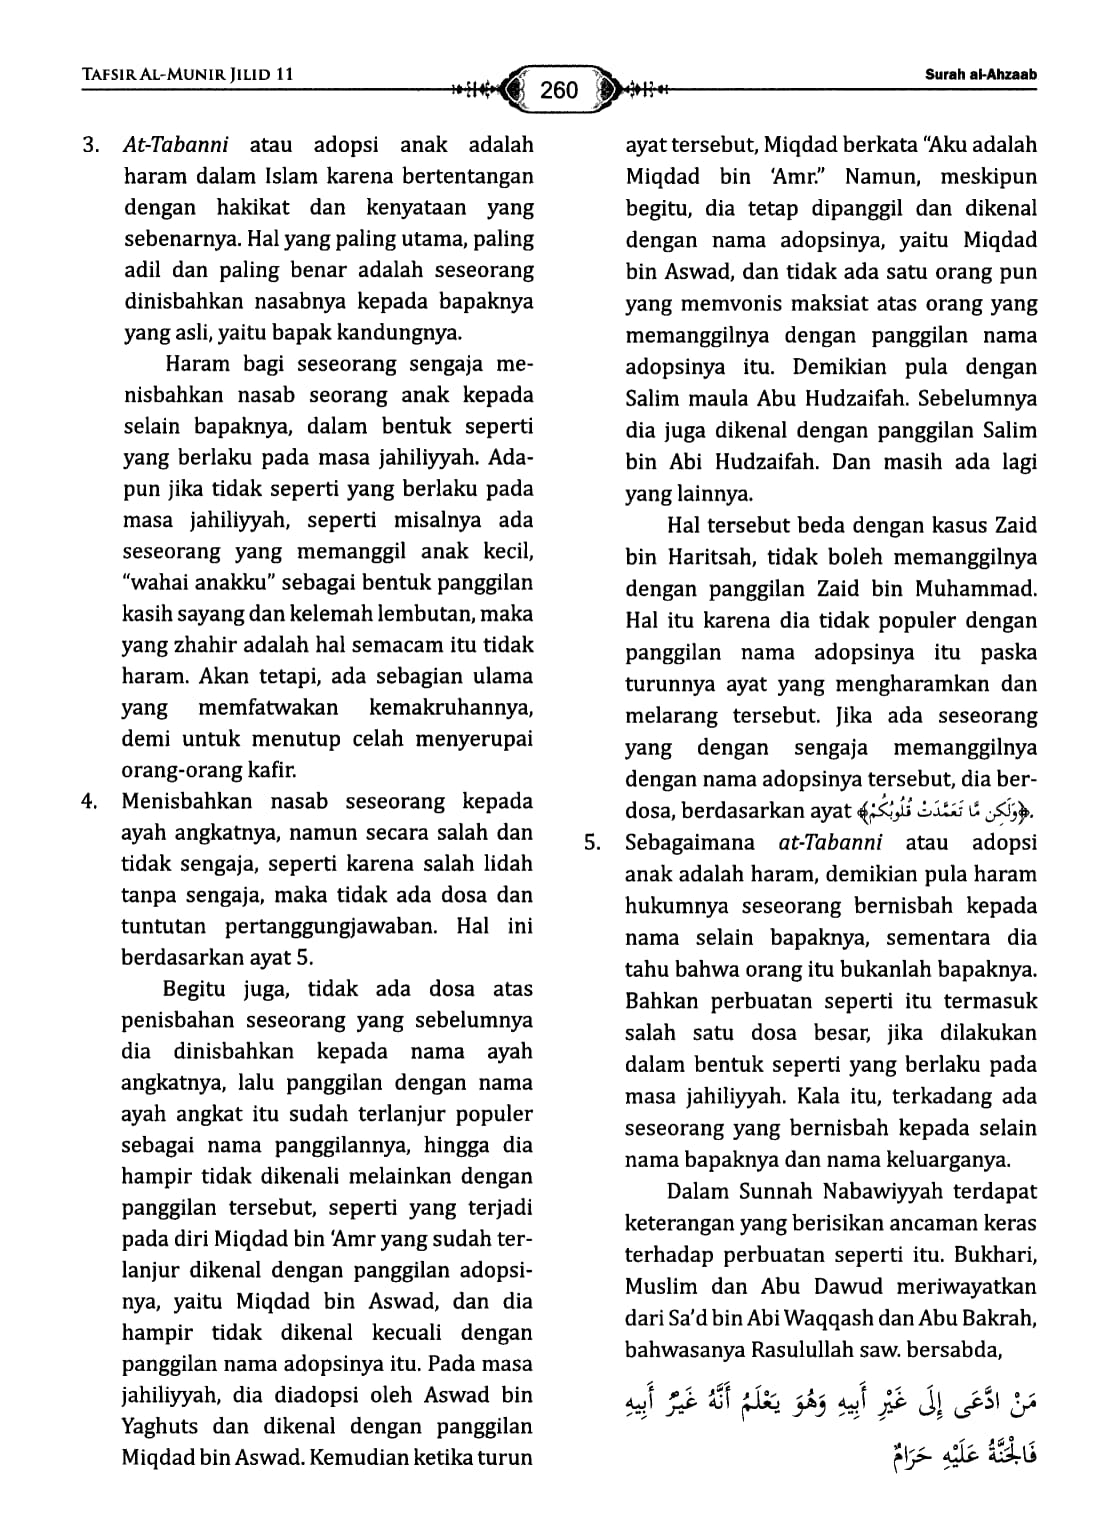 TAFSIR AL-MUNIR JILID 11
260
Surah al-Ahzaab
3. At-Tabanni atau adopsi anak adalah
haram dalam Islam karena bertentangan
dengan hakikat dan kenyataan yang
sebenarnya. Hal yang paling utama, paling
adil dan paling benar adalah seseorang
dinisbahkan nasabnya kepada bapaknya
yang asli, yaitu bapak kandungnya.
Haram bagi seseorang sengaja me-
nisbahkan nasab seorang anak kepada
selain bapaknya, dalam bentuk seperti
yang berlaku pada masa jahiliyyah. Ada-
pun jika tidak seperti yang berlaku pada
masa jahiliyyah, seperti misalnya ada
seseorang yang memanggil anak kecil,
“wahai anakku” sebagai bentuk panggilan
kasih sayang dan kelemah lembutan, maka
yang zhahir adalah hal semacam itu tidak
haram. Akan tetapi, ada sebagian ulama
yang memfatwakan kemakruhannya,
demi untuk menutup celah menyerupai
orang-orang kafir.
4. Menisbahkan nasab seseorang kepada
ayah angkatnya, namun secara salah dan
tidak sengaja, seperti karena salah lidah
tanpa sengaja, maka tidak ada dosa dan
tuntutan pertanggungjawaban. Hal ini
berdasarkan ayat 5.
Begitu juga, tidak ada dosa atas
penisbahan seseorang yang sebelumnya
dia dinisbahkan kepada nama ayah
angkatnya, lalu panggilan dengan nama
ayah angkat itu sudah terlanjur populer
sebagai nama panggilannya, hingga dia
hampir tidak dikenali melainkan dengan
panggilan tersebut, seperti yang terjadi
pada diri Miqdad bin ‘Amr yang sudah ter-
lanjur dikenal dengan panggilan adopsi-
nya, yaitu Miqdad bin Aswad, dan dia
hampir tidak dikenal kecuali dengan
panggilan nama adopsinya itu. Pada masa
jahiliyyah, dia diadopsi oleh Aswad bin
Yaghuts dan dikenal dengan panggilan
Miqdad bin Aswad. Kemudian ketika turun
ayat tersebut, Miqdad berkata “Aku adalah
Miqdad bin ‘Amr.” Namun, meskipun
begitu, dia tetap dipanggil dan dikenal
dengan nama adopsinya, yaitu Miqdad
bin Aswad, dan tidak ada satu orang pun
yang memvonis maksiat atas orang yang
memanggilnya dengan panggilan nama
adopsinya itu. Demikian pula dengan
Salim maula Abu Hudzaifah. Sebelumnya
dia juga dikenal dengan panggilan Salim
bin Abi Hudzaifah. Dan masih ada lagi
yang lainnya.
Hal tersebut beda dengan kasus Zaid
bin Haritsah, tidak boleh memanggilnya
dengan panggilan Zaid bin Muhammad.
Hal itu karena dia tidak populer dengan
panggilan nama adopsinya itu paska
turunnya ayat yang mengharamkan dan
melarang tersebut. Jika ada seseorang
yang dengan sengaja memanggilnya
dengan nama adopsinya tersebut, dia ber-
dosa, berdasarkan ayat ﴿وَلَكِن مَّا تَعَمَّدَتْ قُلُوبُكُمْ﴾.
5. Sebagaimana at-Tabanni atau adopsi
anak adalah haram, demikian pula haram
hukumnya seseorang bernisbah kepada
nama selain bapaknya, sementara dia
tahu bahwa orang itu bukanlah bapaknya.
Bahkan perbuatan seperti itu termasuk
salah satu dosa besar, jika dilakukan
dalam bentuk seperti yang berlaku pada
masa jahiliyyah. Kala itu, terkadang ada
seseorang yang bernisbah kepada selain
nama bapaknya dan nama keluarganya.
Dalam Sunnah Nabawiyyah terdapat
keterangan yang berisikan ancaman keras
terhadap perbuatan seperti itu. Bukhari,
Muslim dan Abu Dawud meriwayatkan
dari Sa’d bin Abi Waqqash dan Abu Bakrah,
bahwasanya Rasulullah saw. bersabda,
مَنْ ادَّعَى إِلَى غَيْرِ أَبِيهِ وَهُوَ يَعْلَمُ أَنَّهُ غَيْرُ أَبِيهِ
فَالْجَنَّةُ عَلَيْهِ حَرَامٌ